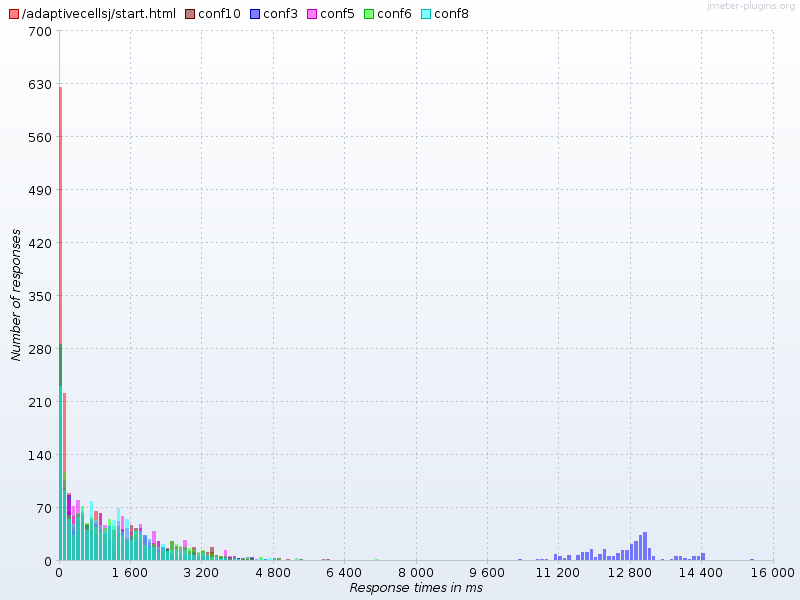 /adaptivecellsj/start.html conf10 conf3 conf5 conf6 conf8
jmeter-plugins.org
Number of responses
700
630
560
490
420
350
280
210
140
70
0
0 1 600 3 200 4 800 6 400 8 000 9 600 11 200 12 800 14 400 16 000
Response times in ms